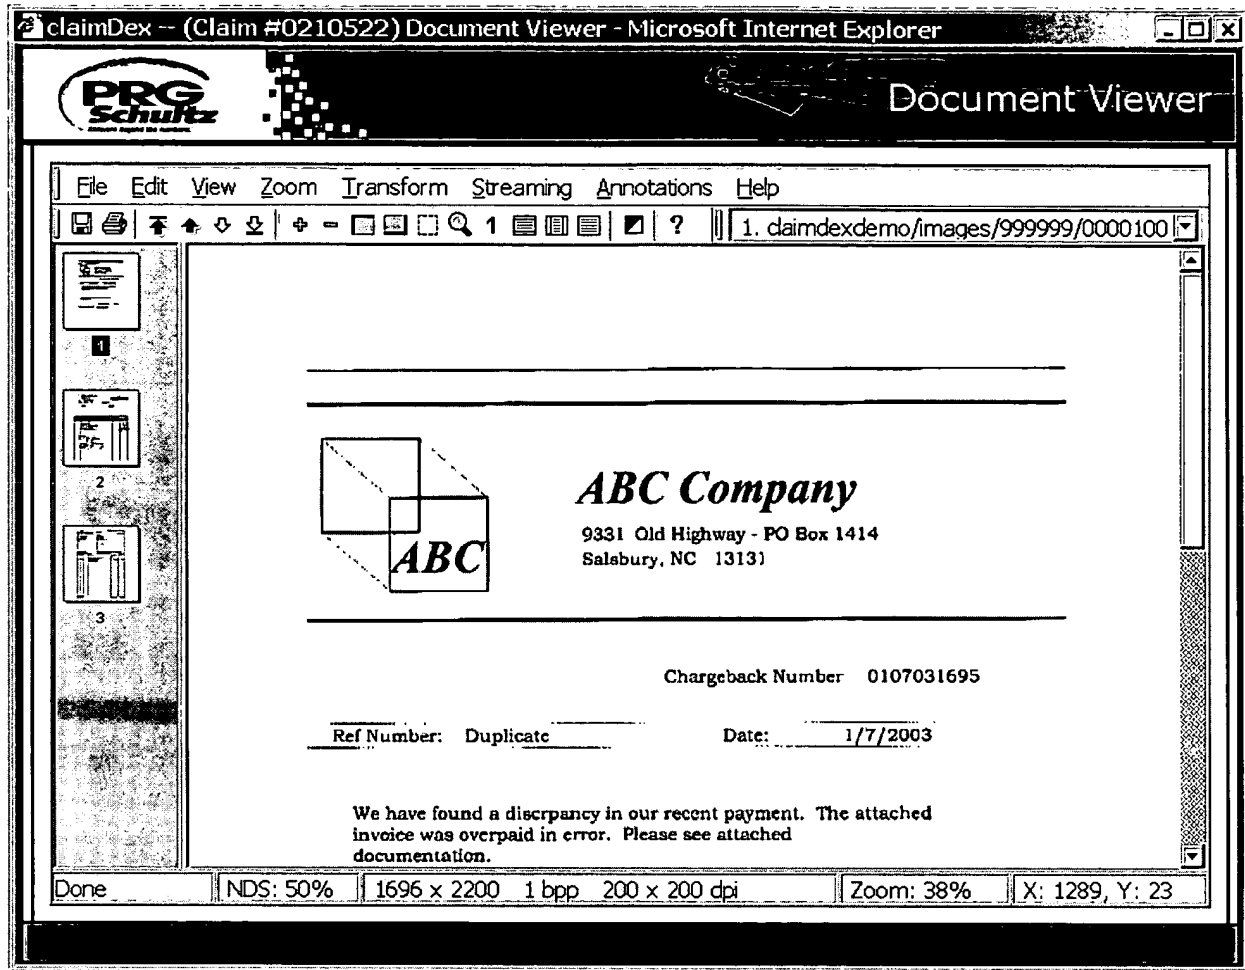 claimDex -- (Claim #0210522) Document Viewer - Microsoft Internet Explorer
PRG
Schultz
Document Viewer
File Edit View Zoom Transform Streaming Annotations Help
1 ? 1. claimdexdemo/images/999999/0000100
1
2
3
ABC
ABC Company
9331 Old Highway - PO Box 1414
Salsbury, NC 13131
Chargeback Number 0107031695
Ref Number: Duplicate Date: 1/7/2003
We have found a discrpancy in our recent payment. The attached
invoice was overpaid in error. Please see attached
documentation.
Done NDS: 50% 1696 x 2200 1 bpp 200 x 200 dpi Zoom: 38% X: 1289, Y: 23